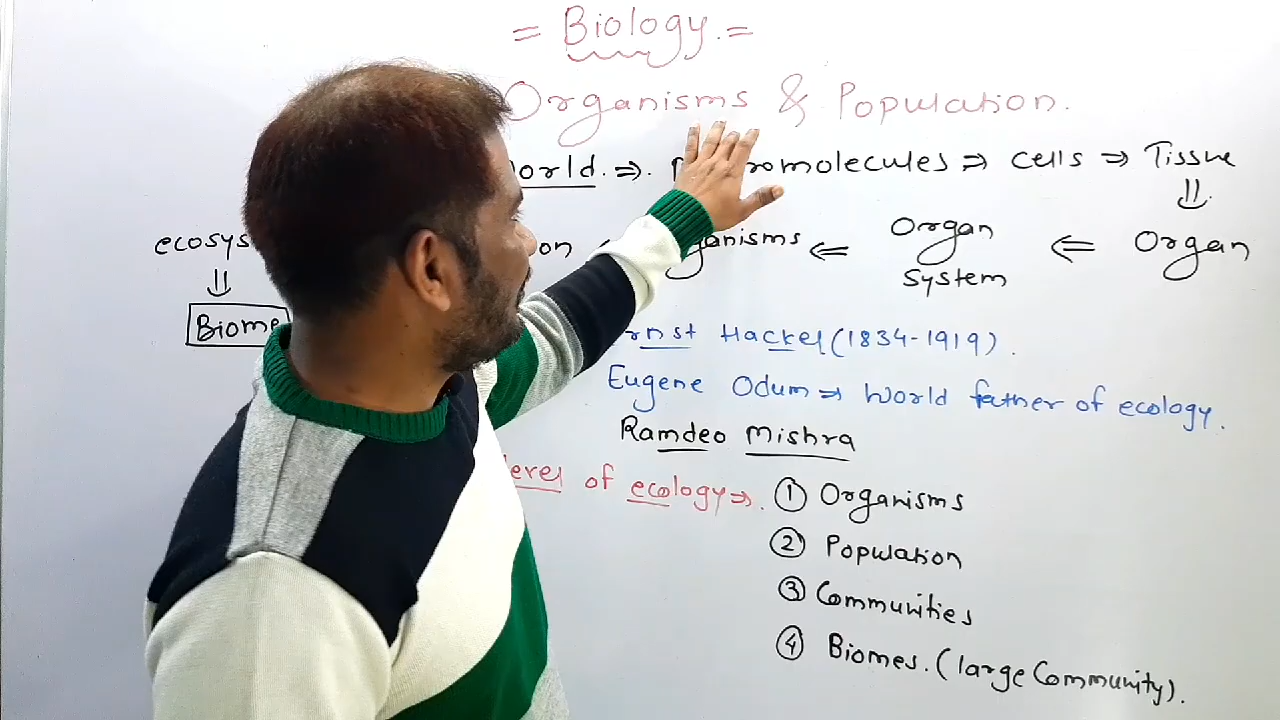 = Biology. =
Organisms & Population.
orld. ⇒. romolecules ⇒ cells ⇒ Tissue
⇓
ecosys on ⇐ ganisms ⇐ Organ System ⇐ Organ
⇓
Biome
rnst Hackel (1834-1919).
Eugene Odum ⇒ World father of ecology.
Ramdeo Mishra
level of ecology ⇒. ① Organisms
② Population
③ Communities
④ Biomes. (large Community).